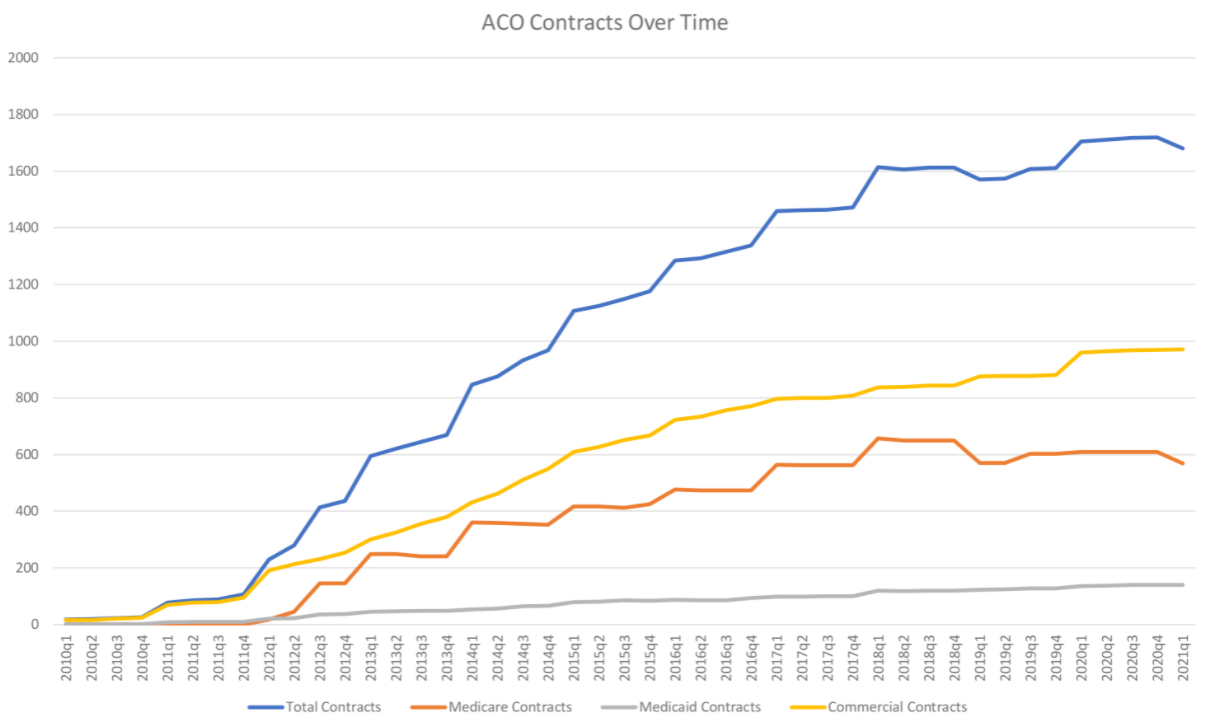 ACO Contracts Over Time
2000
1800
1600
1400
1200
1000
800
600
400
200
0
2010q1
2010q2
2010q3
2010q4
2011q1
2011q2
2011q3
2011q4
2012q1
2012q2
2012q3
2012q4
2013q1
2013q2
2013q3
2013q4
2014q1
2014q2
2014q3
2014q4
2015q1
2015q2
2015q3
2015q4
2016q1
2016q2
2016q3
2016q4
2017q1
2017q2
2017q3
2017q4
2018q1
2018q2
2018q3
2018q4
2019q1
2019q2
2019q3
2019q4
2020q1
2020q2
2020q3
2020q4
2021q1
Total Contracts Medicare Contracts Medicaid Contracts Commercial Contracts